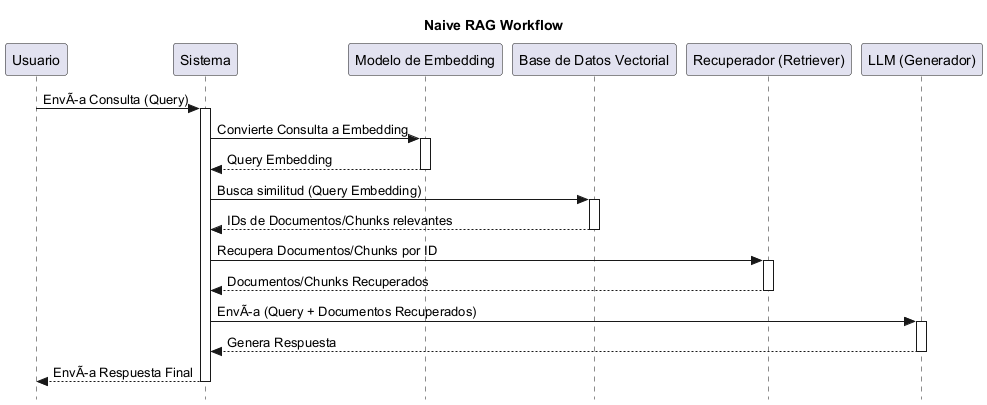 Naive RAG Workflow
Usuario
Sistema
Modelo de Embedding
Base de Datos Vectorial
Recuperador (Retriever)
LLM (Generador)
EnvÃ-a Consulta (Query)
Convierte Consulta a Embedding
Query Embedding
Busca similitud (Query Embedding)
IDs de Documentos/Chunks relevantes
Recupera Documentos/Chunks por ID
Documentos/Chunks Recuperados
EnvÃ-a (Query + Documentos Recuperados)
Genera Respuesta
EnvÃ-a Respuesta Final